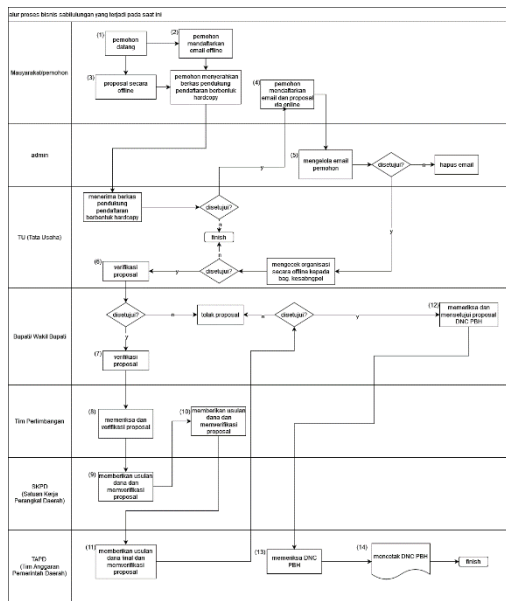 alur proses bisnis sabilulungan yang terjadi pada saat ini
Masyarakat/pemohon
(1)
pemohon
datang
(2)
pemohon
mendaftarkan
email offline
(3)
proposal secara
offline
pemohon menyerahkan
berkas pendukung
pendaftaran berbentuk
hardcopy
(4)
pemohon
mendaftarkan
email dan proposal
via online
admin
(5)
mengelola email
pemohon
disetujui?
hapus email
y
TU (Tata Usaha)
menerima berkas
pendukung
pendaftaran
berbentuk hardcopy
disetujui?
finish
y
(6)
verifikasi
proposal
y
disetujui?
mengecek organisasi
secara offline kepada
bag. kesabngpol
Bupati/ Wakil Bupati
disetujui?
tolak proposal
disetujui?
y
(12)
memeriksa dan
menyetujui proposal
DNC PBH
y
(7)
verifikasi
proposal
Tim Pertimbangan
(8)
memeriksa dan
verifikasi proposal
(10)
memberikan usulan
dana dan
memverifikasi
proposal
SKPD
(Satuan Kerja
Perangkat Daerah)
(9)
memberikan usulan
dana dan
memverifikasi
proposal
TAPD
(Tim Anggaran
Pemerintah Daerah)
(11)
memberikan usulan
dana final dan
memverifikasi
proposal
(13)
memeriksa DNC
PBH
(14)
mencetak DNC PBH
finish